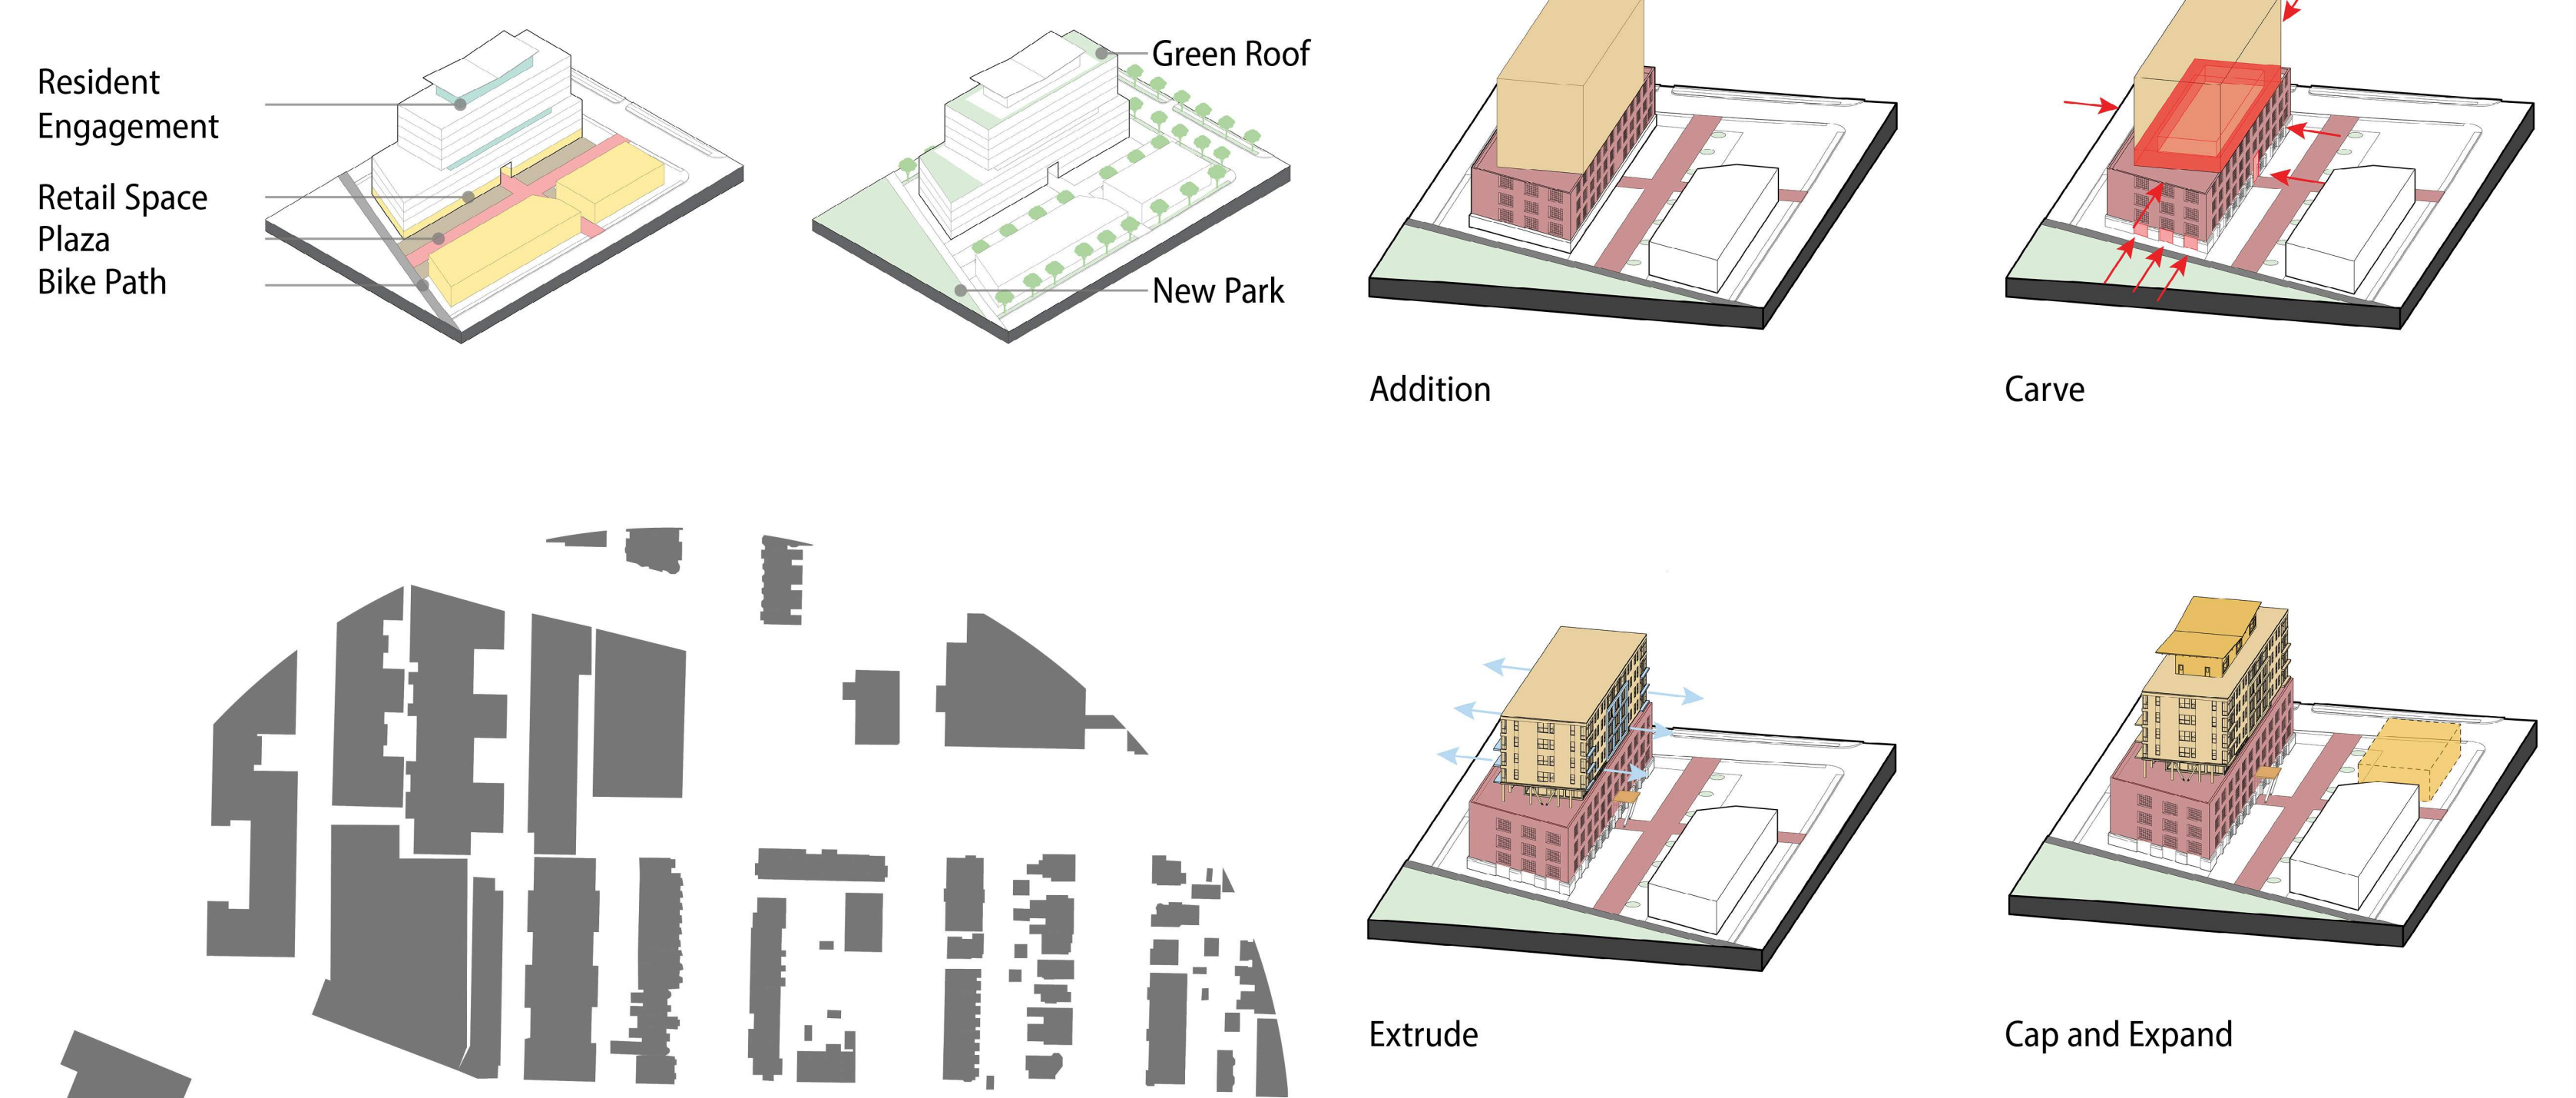 Resident
Engagement
Retail Space
Plaza
Bike Path
Green Roof
New Park
Addition
Carve
Extrude
Cap and Expand